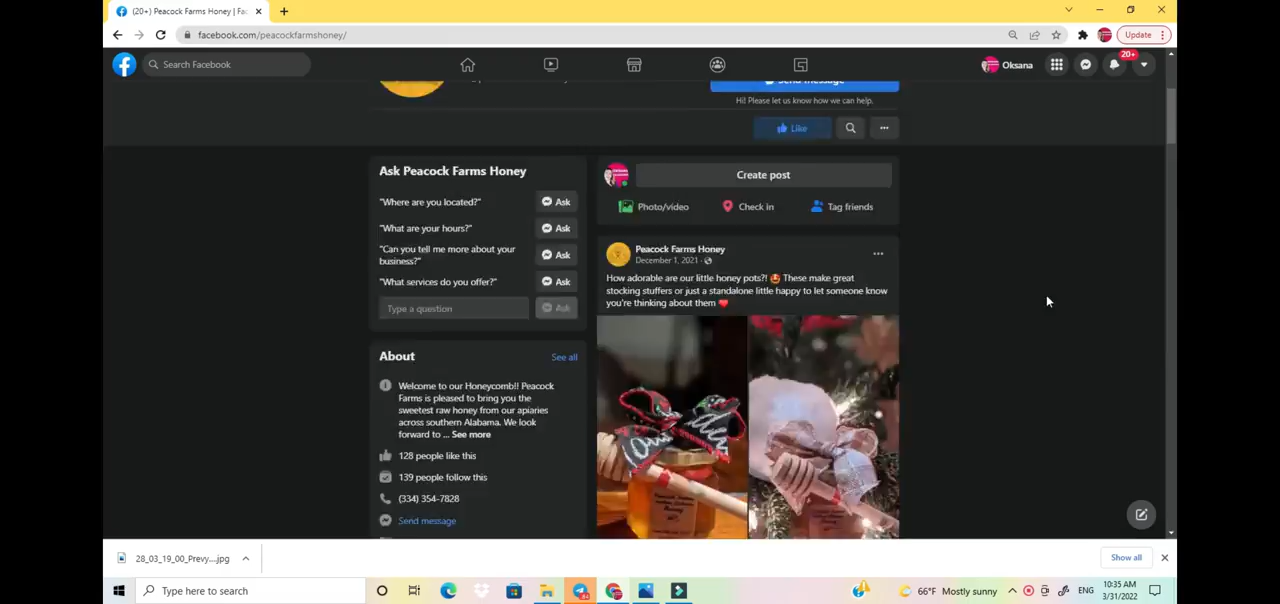 (20+) Peacock Farms Honey | Fac
Update
facebook.com/peacockfarmshoney/
Search Facebook
Oksana
20+
Send message
Hi! Please let us know how we can help.
Like
Ask Peacock Farms Honey
"Where are you located?"
Ask
"What are your hours?"
Ask
"Can you tell me more about your
business?"
Ask
"What services do you offer?"
Ask
Type a question
Ask
About
See all
Welcome to our Honeycomb!! Peacock
Farms is pleased to bring you the
sweetest raw honey from our apiaries
across southern Alabama. We look
forward to ... See more
128 people like this
139 people follow this
(334) 354-7828
Send message
Create post
Photo/video
Check in
Tag friends
Peacock Farms Honey
December 1, 2021 ·
How adorable are our little honey pots?! 🤩 These make great
stocking stuffers or just a standalone little happy to let someone know
you're thinking about them ❤️
28_03_19_00_Prevy....jpg
Show all
Type here to search
66°F Mostly sunny
ENG
10:35 AM
3/31/2022